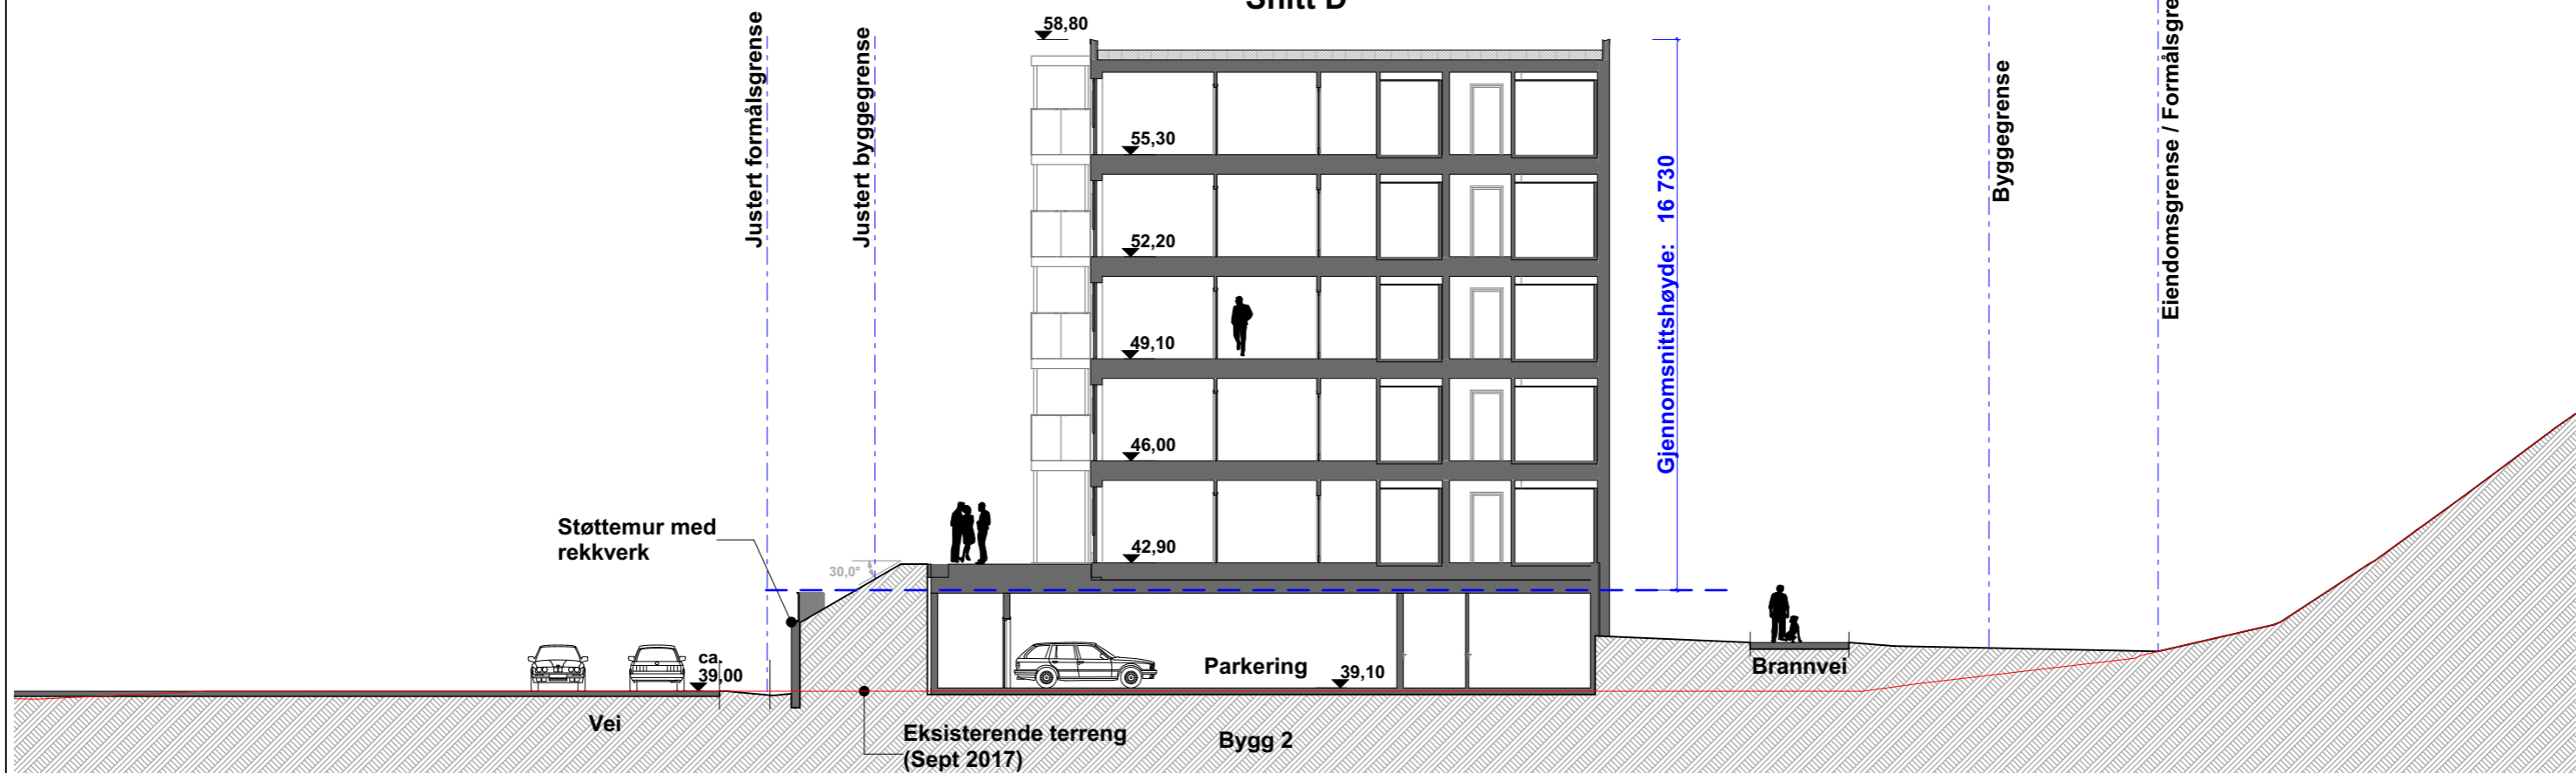 Snitt D
58,80
Justert formålsgrense
Justert byggegrense
Byggegrense
Eiendomsgrense /
55,30
52,20
49,10
46,00
42,90
Gjennomsnittshøyde: 16 730
Støttemur med
rekkverk
30,0°
ca.
39,00
Parkering
39,10
Brannvei
Vei
Eksisterende terreng
(Sept 2017)
Bygg 2